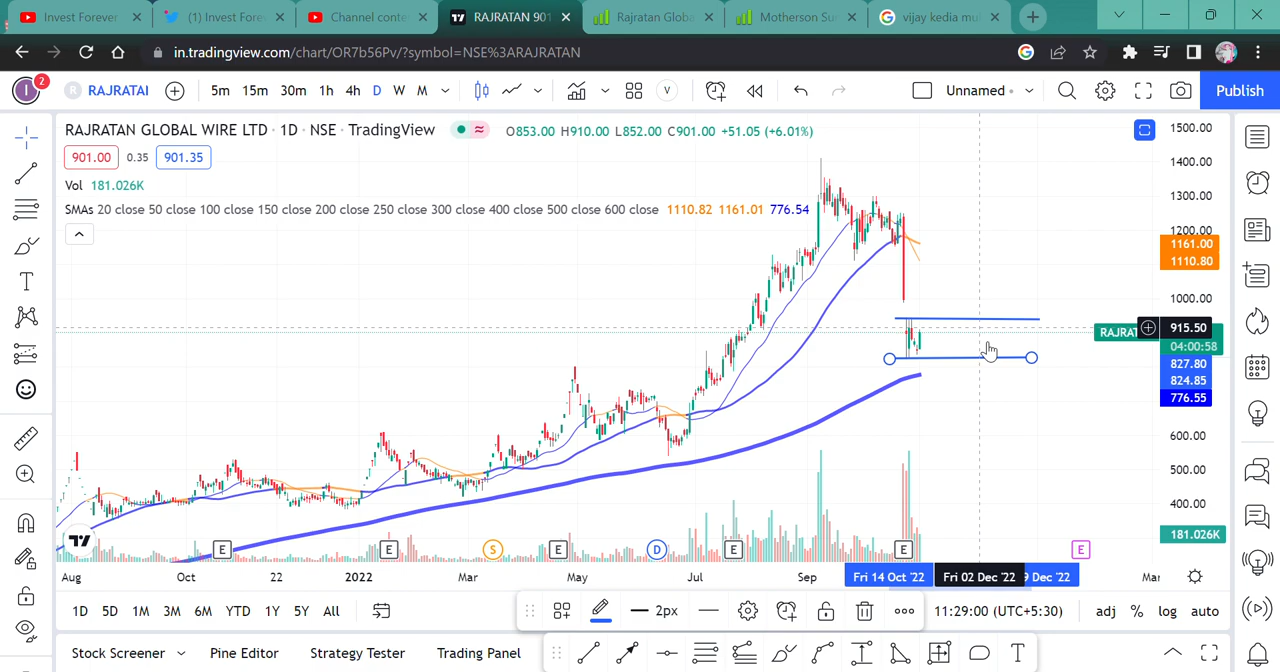 Invest Forever
(1) Invest Fore
Channel conte
RAJRATAN 901
Rajratan Globa
Motherson Su
vijay kedia mu
in.tradingview.com/chart/OR7b56Pv/?symbol=NSE%3ARAJRATAN
I 2 R RAJRATAI 5m 15m 30m 1h 4h D W M V Unnamed Publish
RAJRATAN GLOBAL WIRE LTD · 1D · NSE · TradingView O853.00 H910.00 L852.00 C901.00 +51.05 (+6.01%)
901.00 0.35 901.35
Vol 181.026K
SMAs 20 close 50 close 100 close 150 close 200 close 250 close 300 close 400 close 500 close 600 close 1110.82 1161.01 776.54
1500.00
1400.00
1300.00
1200.00
1161.00
1110.80
1000.00
RAJRAT 915.50
04:00:58
827.80
824.85
776.55
600.00
500.00
400.00
181.026K
E E S E D E E E
Aug Oct 22 2022 Mar May Jul Sep Fri 14 Oct '22 Fri 02 Dec '22 9 Dec '22 Mar
1D 5D 1M 3M 6M YTD 1Y 5Y All 2px 11:29:00 (UTC+5:30) adj % log auto
Stock Screener Pine Editor Strategy Tester Trading Panel T